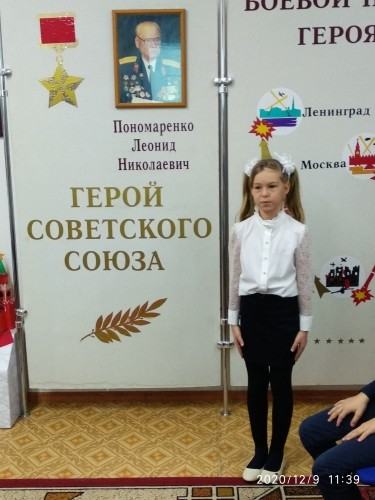 БОЕВОЙ
ГЕРОЯ
Пономаренко
Леонид
Николаевич
ГЕРОЙ
СОВЕТСКОГО
СОЮЗА
Ленинград
Москва
2020/12/9 11:39